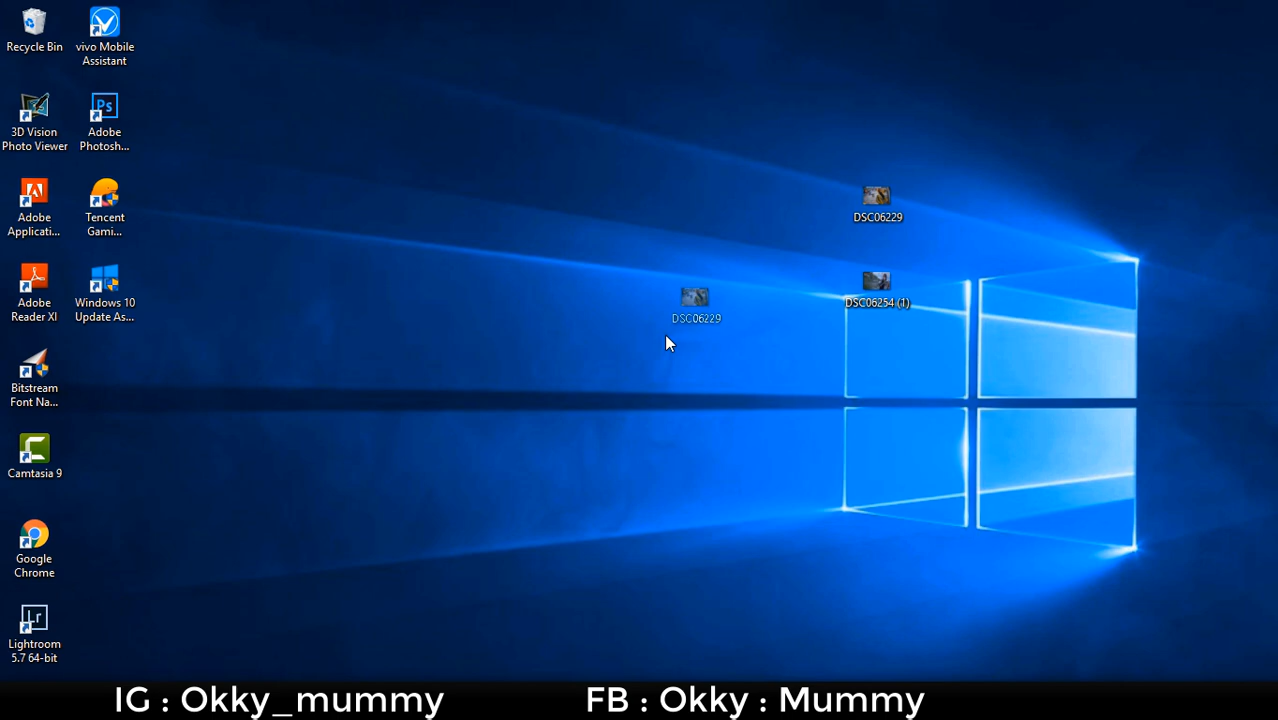 Recycle Bin
vivo Mobile
Assistant
3D Vision
Photo Viewer
Adobe
Photosh...
Adobe
Applicati...
Tencent
Gami...
Adobe
Reader XI
Windows 10
Update As...
Bitstream
Font Na...
Camtasia 9
Google
Chrome
Lightroom
5.7 64-bit
DSC06229
DSC06254 (1)
DSC06229
Ps
Lr
IG : Okky_mummy
FB : Okky : Mummy